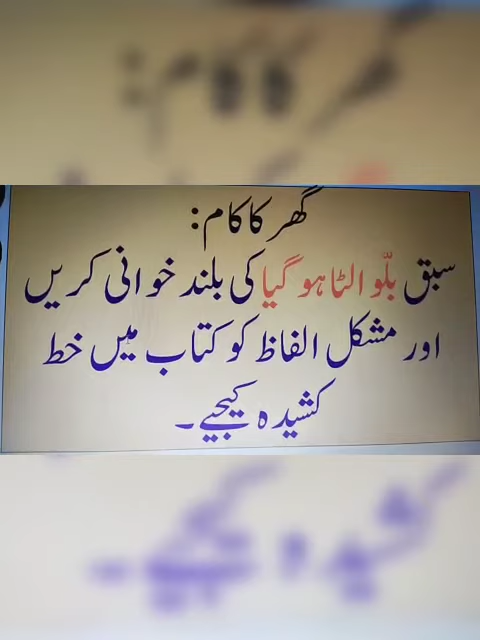 گھر کا کام:
سبق بلّو الٹا ہو گیا کی بلند خوانی کریں
اور مشکل الفاظ کو کتاب میں خط
کشیدہ کیجیے۔